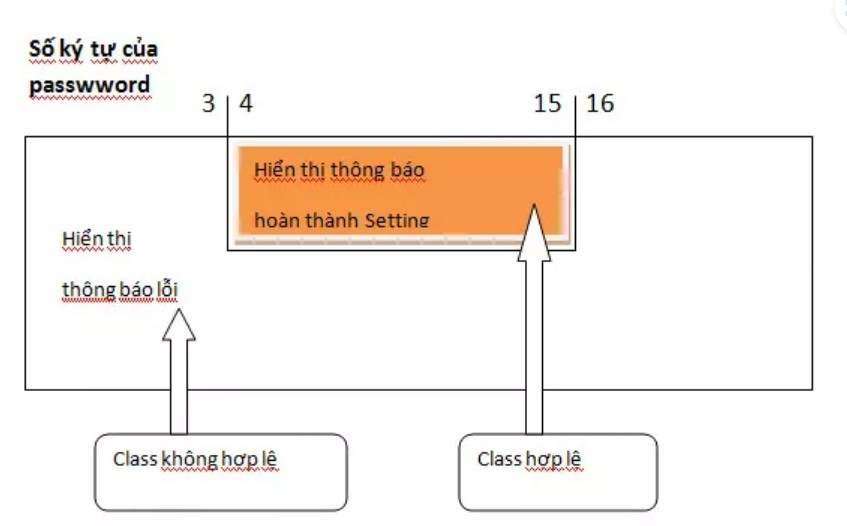 Số ký tự của
passwword
3 4 15 16
Hiển thị thông báo
hoàn thành Setting
Hiển thị
thông báo lỗi
Class không hợp lệ
Class hợp lệ